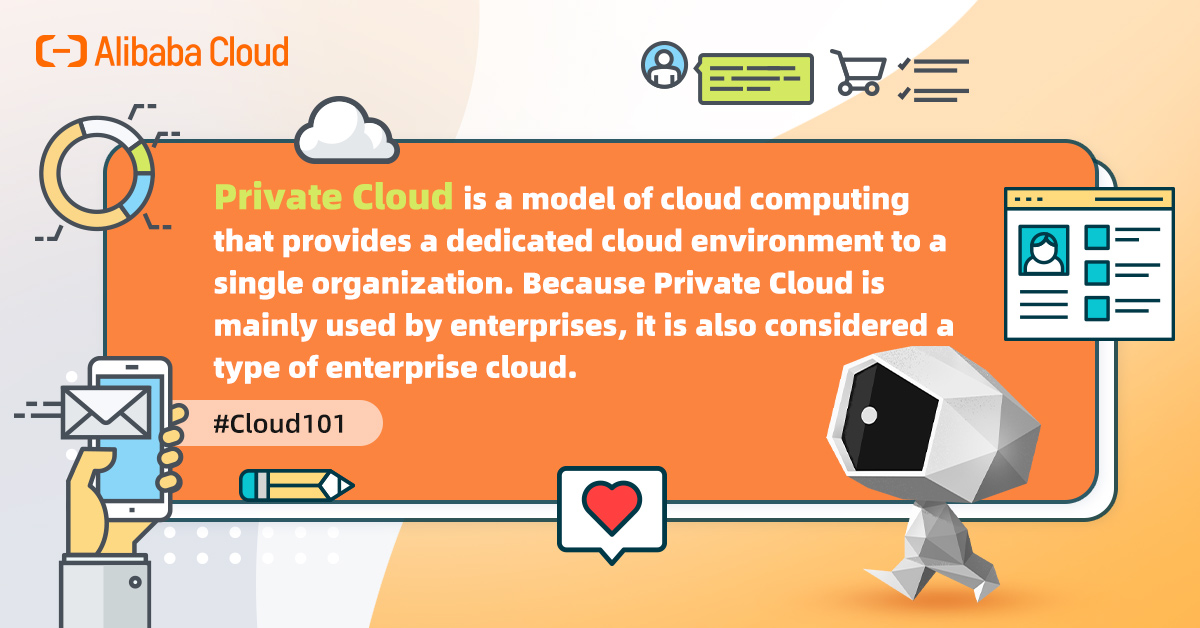 Alibaba Cloud
Private Cloud is a model of cloud computing
that provides a dedicated cloud environment to a
single organization. Because Private Cloud is
mainly used by enterprises, it is also considered a
type of enterprise cloud.
#Cloud101